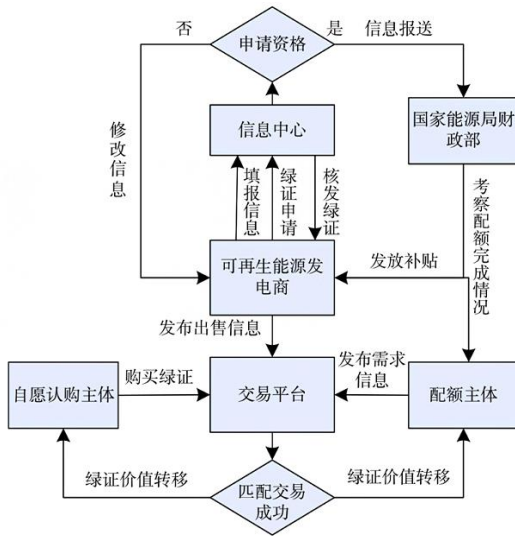 否
申请资格
是
信息报送
修改信息
信息中心
国家能源局财
政部
填报信息
绿证申请
核发绿证
考察配额完成情况
可再生能源发
电商
发放补贴
发布出售信息
自愿认购主体
购买绿证
交易平台
发布需求
信息
配额主体
绿证价值转移
匹配交易
成功
绿证价值转移